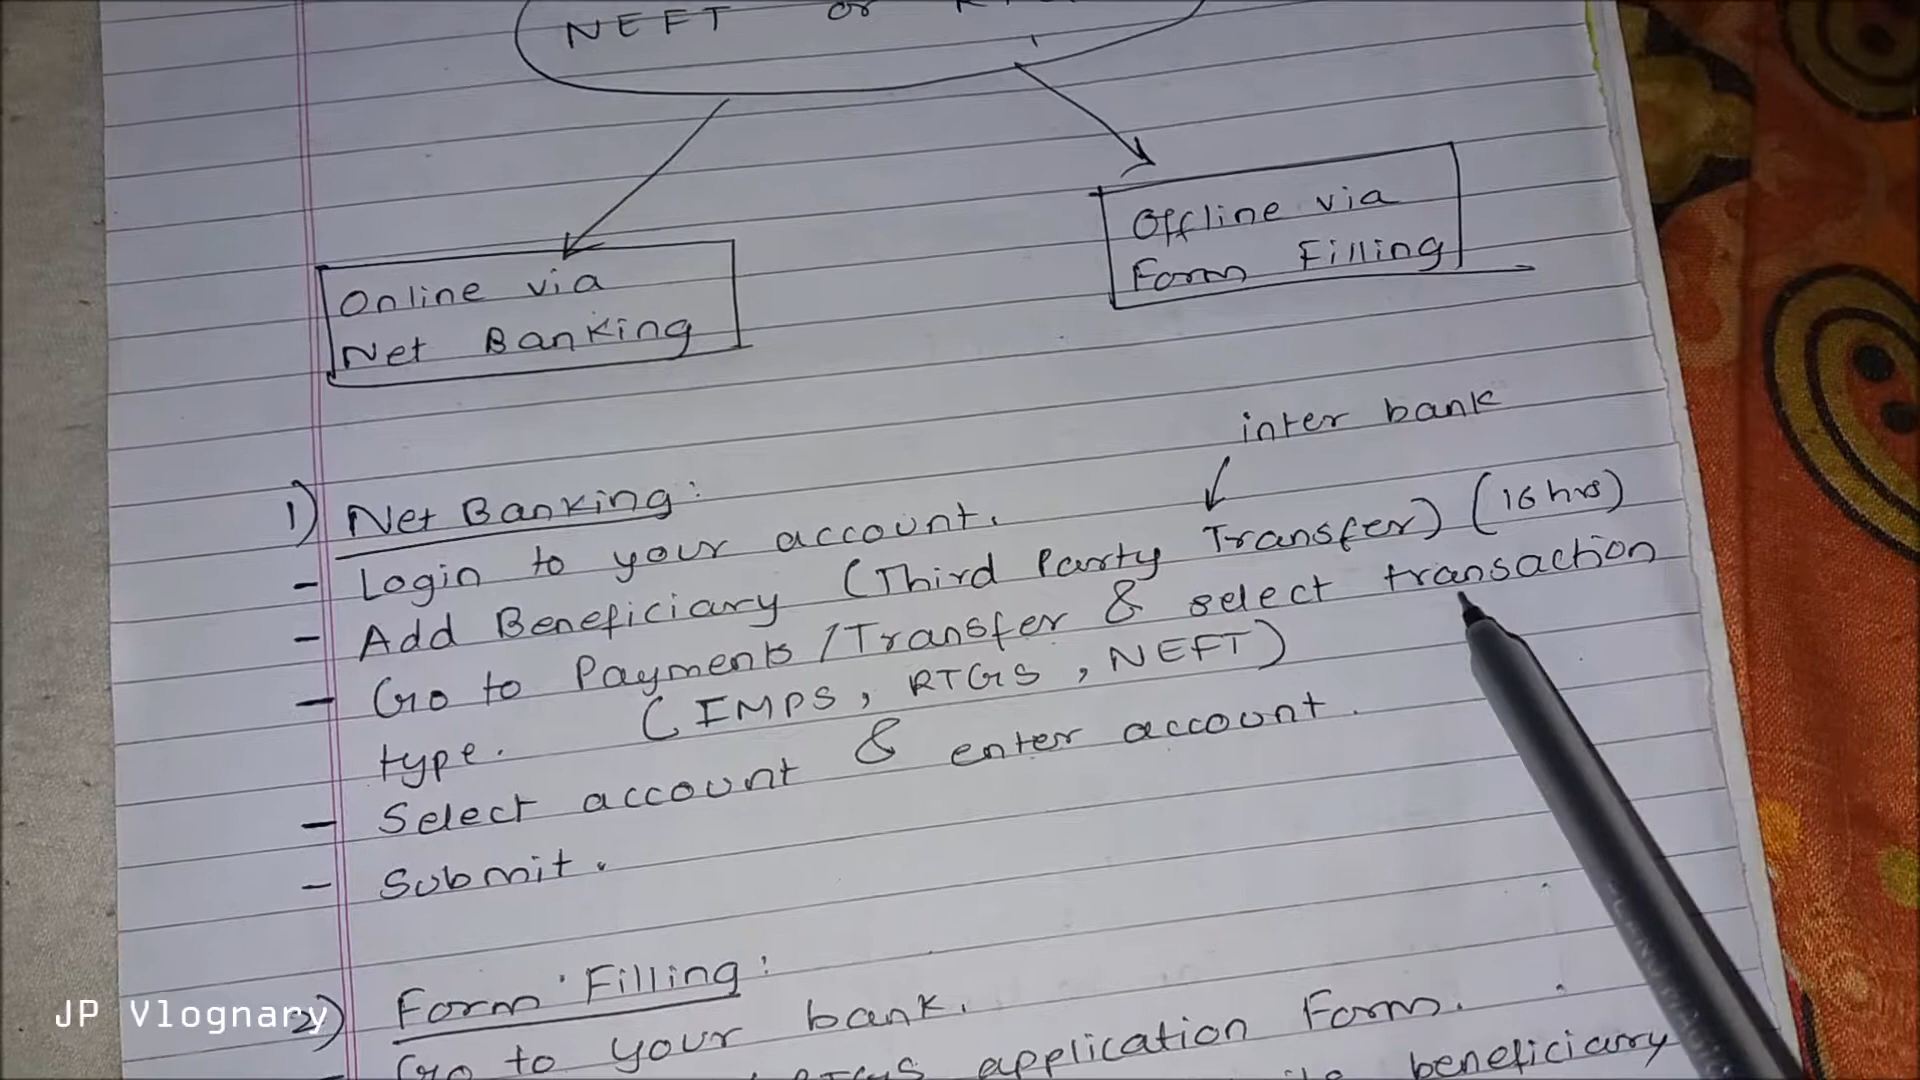 NEFT or
Online via
Net Banking
Offline via
Form Filling
inter bank
1) Net Banking:
- Login to your account.
- Add Beneficiary (Third Party Transfer) (16 hrs)
- Go to Payments/Transfer & select transaction
type. (IMPS, RTGS, NEFT)
- Select account & enter account.
- Submit.
2) Form Filling:
- Go to your bank.
RTGS application Form.
beneficiary
JP Vlognary